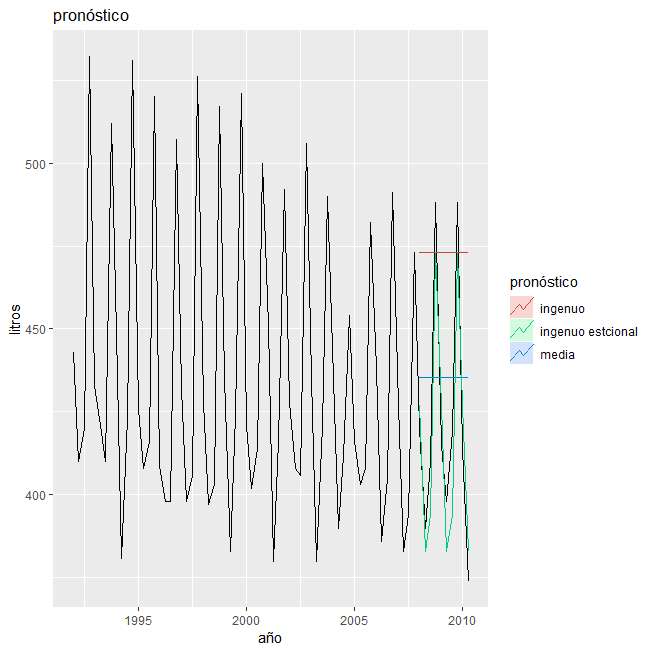 pronóstico
500
450
400
litros
1995
2000
2005
2010
año
pronóstico
ingenuo
ingenuo estcional
media